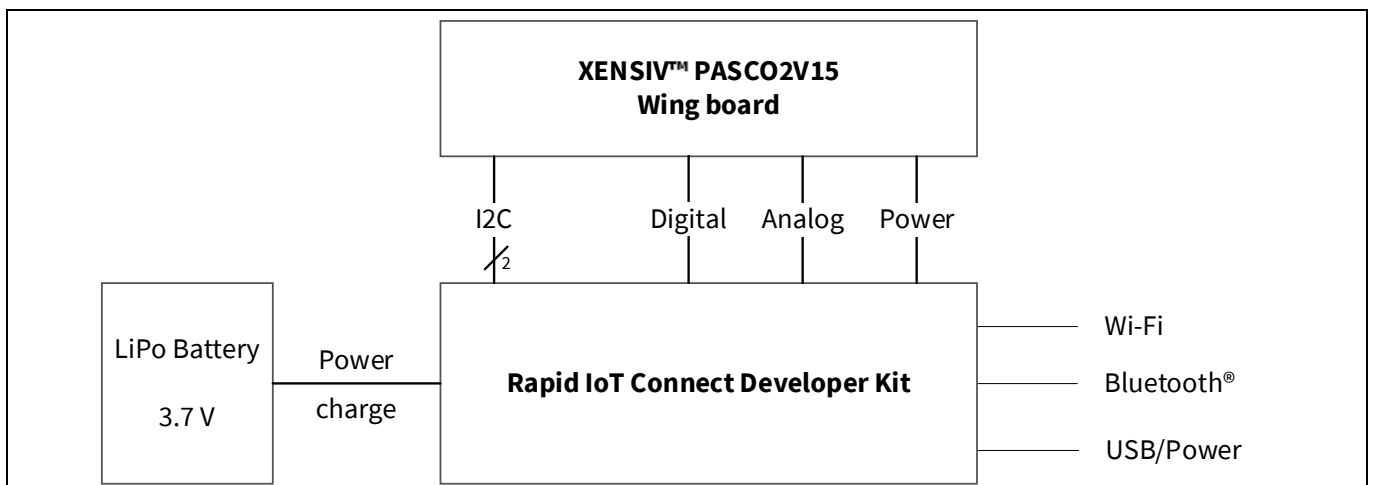 XENSIV™ PASCO2V15
Wing board
I2C
Digital
Analog
Power
2
LiPo Battery
3.7 V
Power
charge
Rapid IoT Connect Developer Kit
Wi-Fi
Bluetooth®
USB/Power